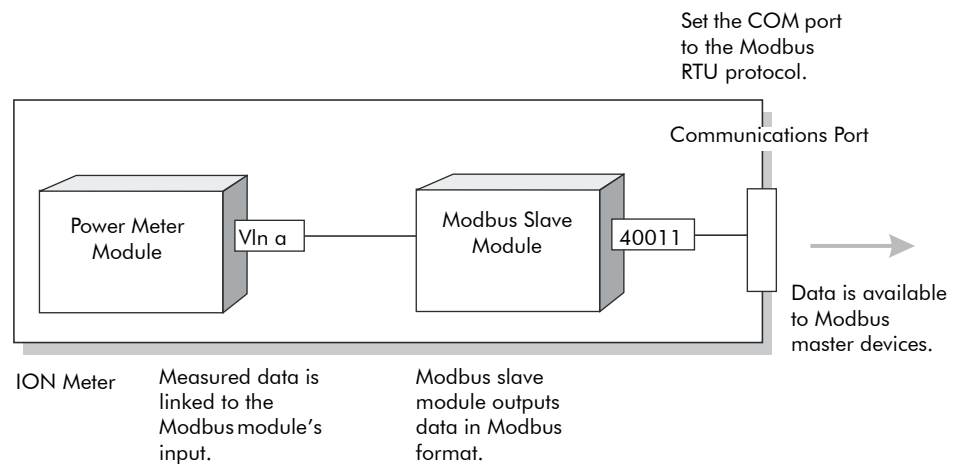 Set the COM port
to the Modbus
RTU protocol.
Communications Port
Power Meter
Module
Vln a
Modbus Slave
Module
40011
Data is available
to Modbus
master devices.
ION Meter
Measured data is
linked to the
Modbus module's
input.
Modbus slave
module outputs
data in Modbus
format.